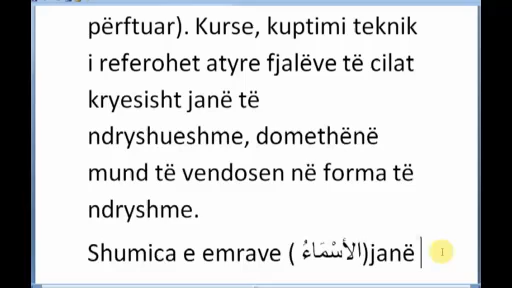 përftuar). Kurse, kuptimi teknik
i referohet atyre fjalëve të cilat
kryesisht janë të
ndryshueshme, domethënë
mund të vendosen në forma të
ndryshme.
Shumica e emrave ( الأَسْمَاءُ)janë